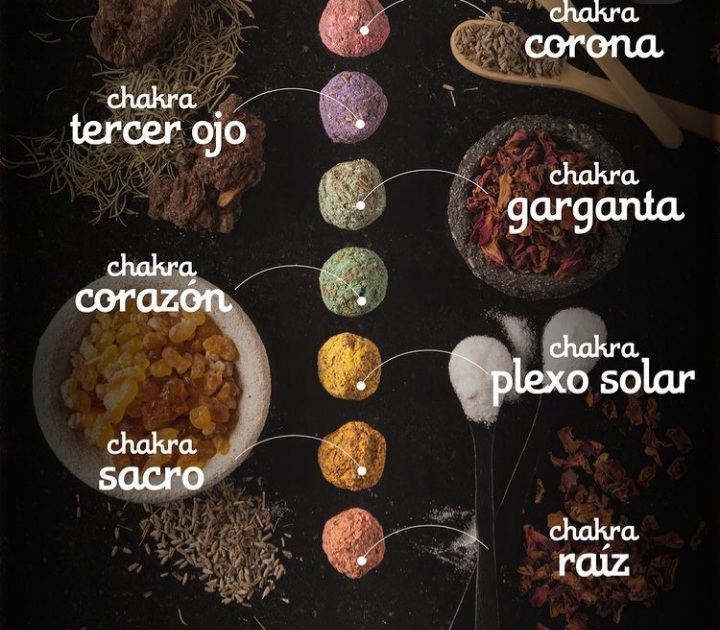 chakra
corona
chakra
tercer ojo
chakra
garganta
chakra
corazón
chakra
plexo solar
chakra
sacro
chakra
raíz